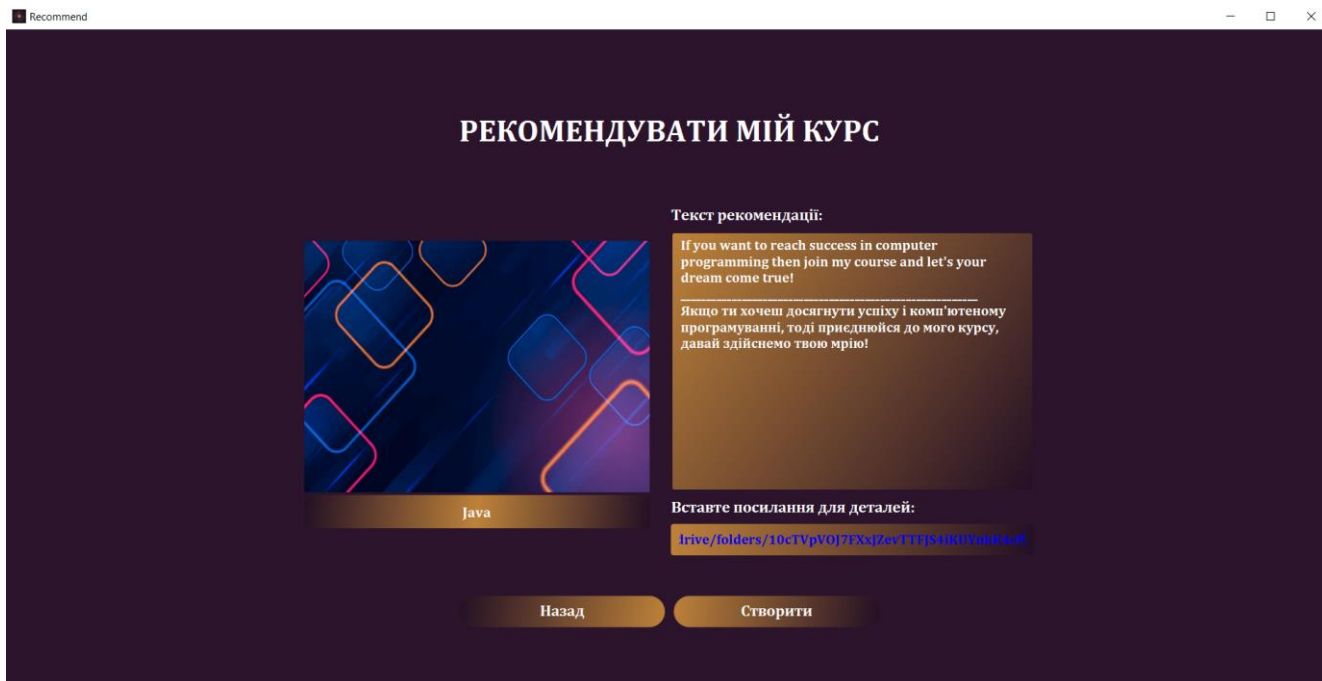 Recommend
РЕКОМЕНДУВАТИ МІЙ КУРС
Текст рекомендації:
If you want to reach success in computer
programming then join my course and let's your
dream come true!
Якщо ти хочеш досягнути успіху і комп'ютеному
програмуванні, тоді приєднюйся до мого курсу,
давай здійснемо твою мрію!
Java
Вставте посилання для деталей:
Назад
Створити